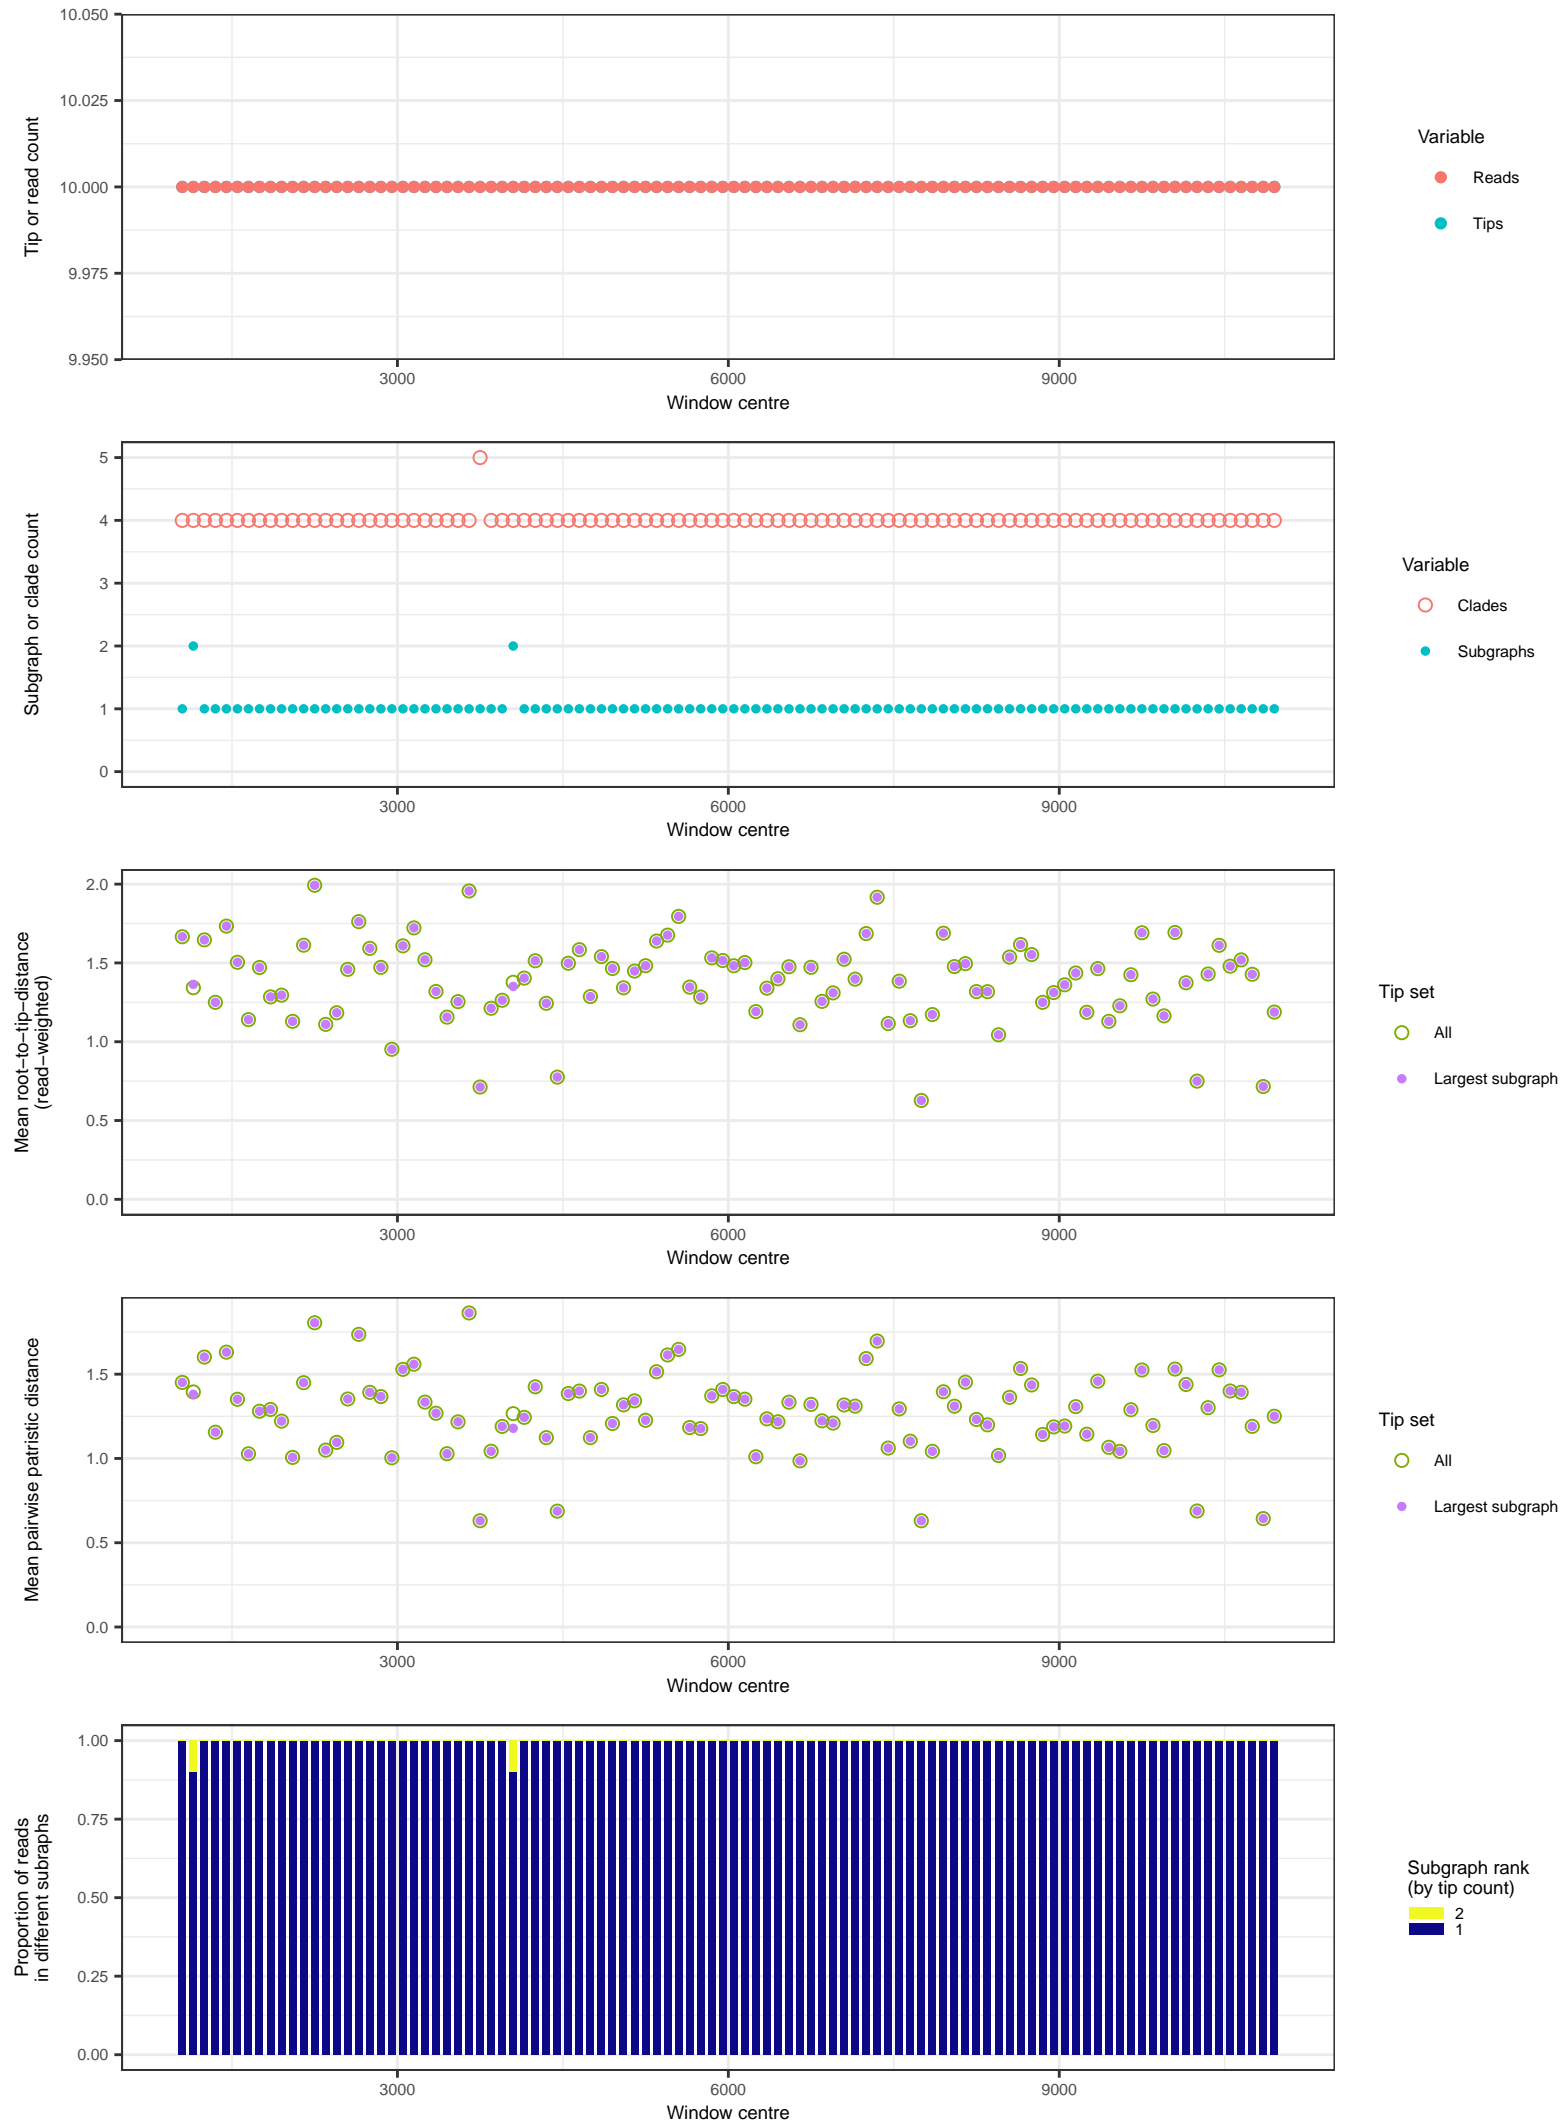 10.050
10.025
10.000
9.975
9.950
Tip or read count
3000
6000
9000
Window centre
Variable
Reads
Tips
5
4
3
2
1
0
Subgraph or clade count
3000
6000
9000
Window centre
Variable
Clades
Subgraphs
2.0
1.5
1.0
0.5
0.0
Mean root−to−tip−distance
(read−weighted)
3000
6000
9000
Window centre
Tip set
All
Largest subgraph
1.5
1.0
0.5
0.0
Mean pairwise patristic distance
3000
6000
9000
Window centre
Tip set
All
Largest subgraph
1.00
0.75
0.50
0.25
0.00
Proportion of reads
in different subraphs
3000
6000
9000
Window centre
Subgraph rank
(by tip count)
2
1